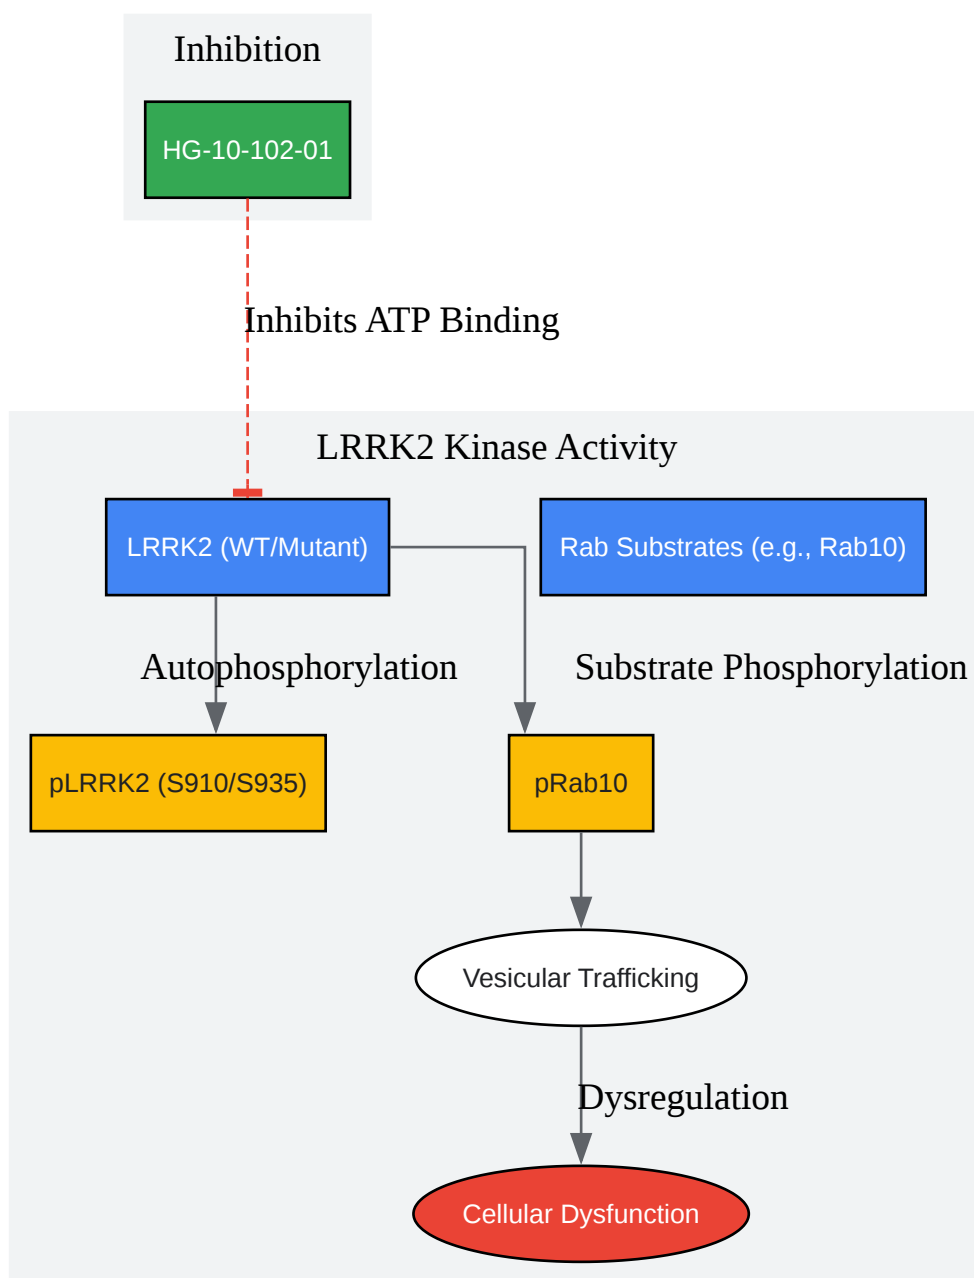 Inhibition
HG-10-102-01
Inhibits ATP Binding
LRRK2 Kinase Activity
LRRK2 (WT/Mutant)
Rab Substrates (e.g., Rab10)
Autophosphorylation
Substrate Phosphorylation
pLRRK2 (S910/S935)
pRab10
Vesicular Trafficking
Dysregulation
Cellular Dysfunction